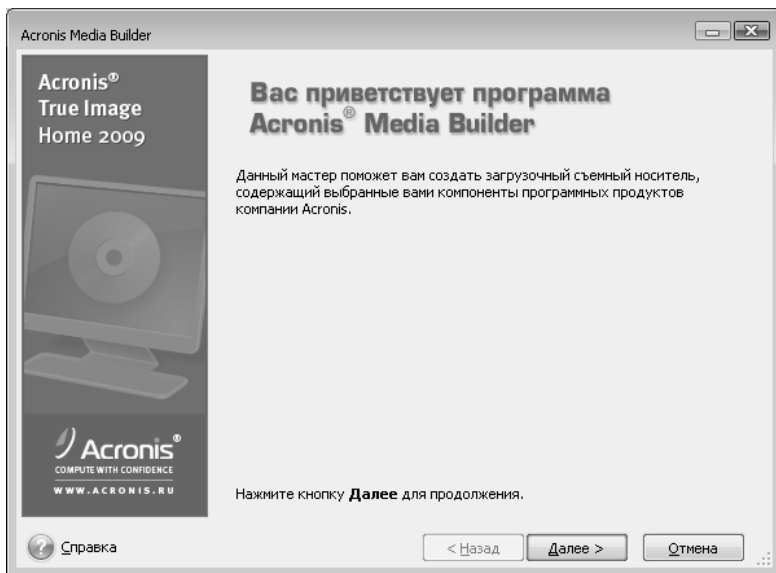 Acronis Media Builder
Acronis®
True Image
Home 2009
Вас приветствует программа
Acronis® Media Builder
Данный мастер поможет вам создать загрузочный съемный носитель,
содержащий выбранные вами компоненты программных продуктов
компании Acronis.
Acronis®
COMPUTE WITH CONFIDENCE
WWW.ACRONIS.RU
Нажмите кнопку Далее для продолжения.
Справка
< Назад
Далее >
Отмена